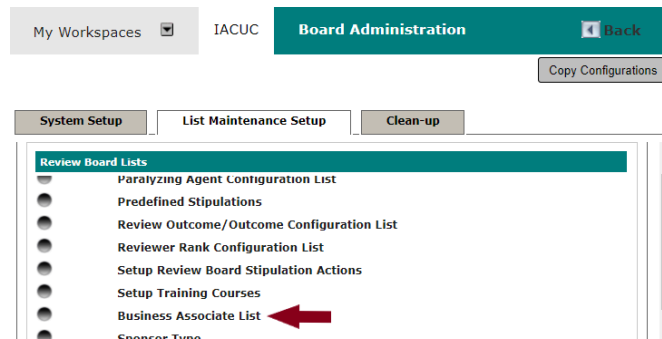 My Workspaces IACUC Board Administration Back
Copy Configurations
System Setup List Maintenance Setup Clean-up
Review Board Lists
Paralyzing Agent Configuration List
Predefined Stipulations
Review Outcome/Outcome Configuration List
Reviewer Rank Configuration List
Setup Review Board Stipulation Actions
Setup Training Courses
Business Associate List
Sponsor Type